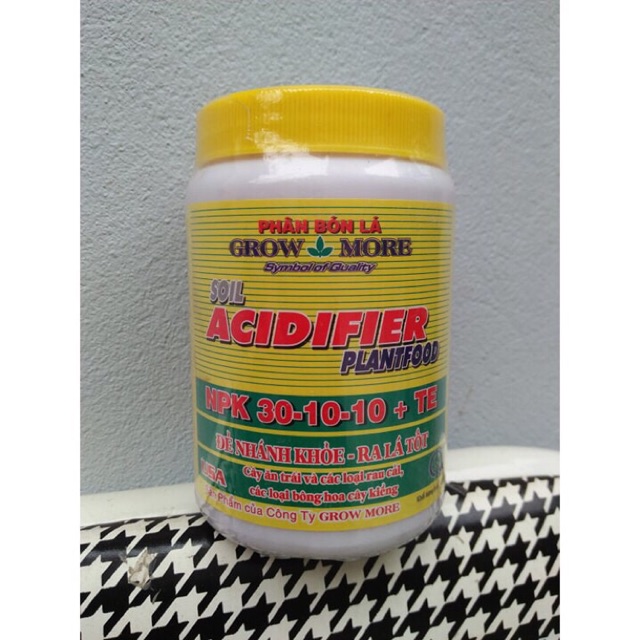 PHÂN BÓN LÁ
GROW MORE
Symbol of Quality
SOIL
ACIDIFIER
PLANTFOOD
NPK 30-10-10 + TE
ĐẺ NHÁNH KHỎE - RA LÁ TỐT
USA
Cây ăn trái và các loại rau cải,
các loại bông hoa cây kiểng
Phẩm của Công Ty GROW MORE